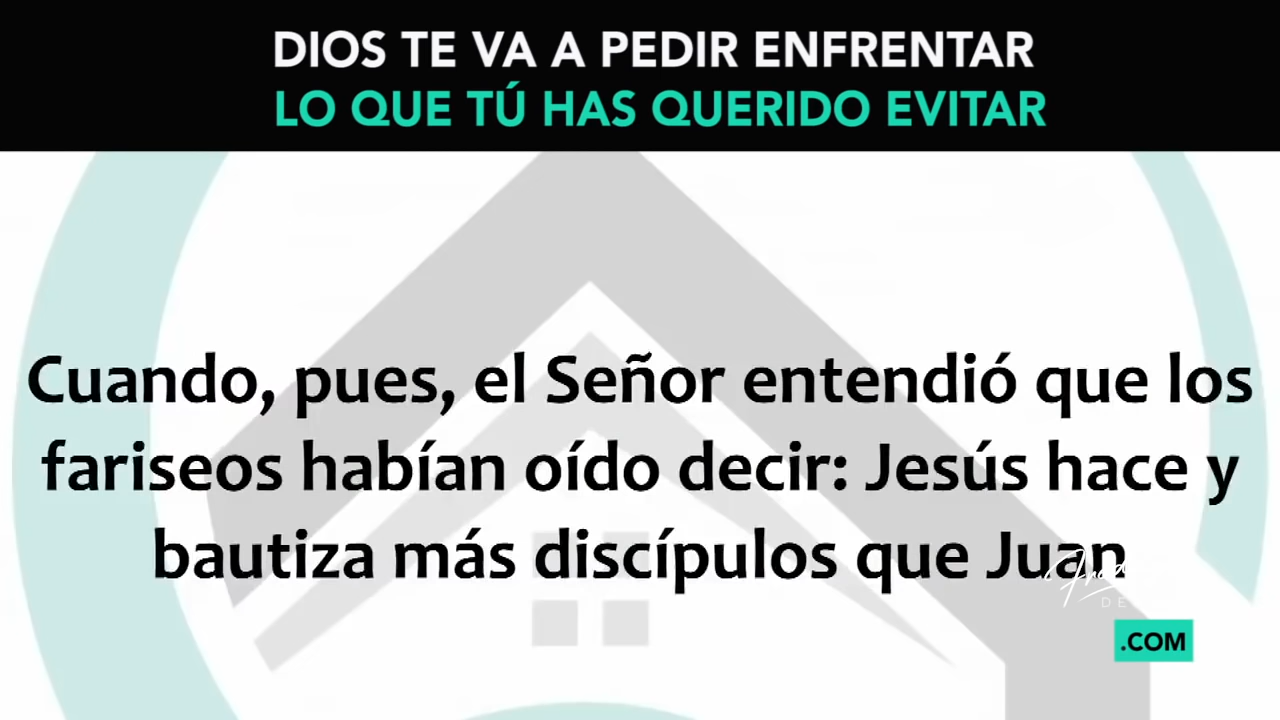 DIOS TE VA A PEDIR ENFRENTAR
LO QUE TÚ HAS QUERIDO EVITAR
Cuando, pues, el Señor entendió que los
fariseos habían oído decir: Jesús hace y
bautiza más discípulos que Juan
.COM